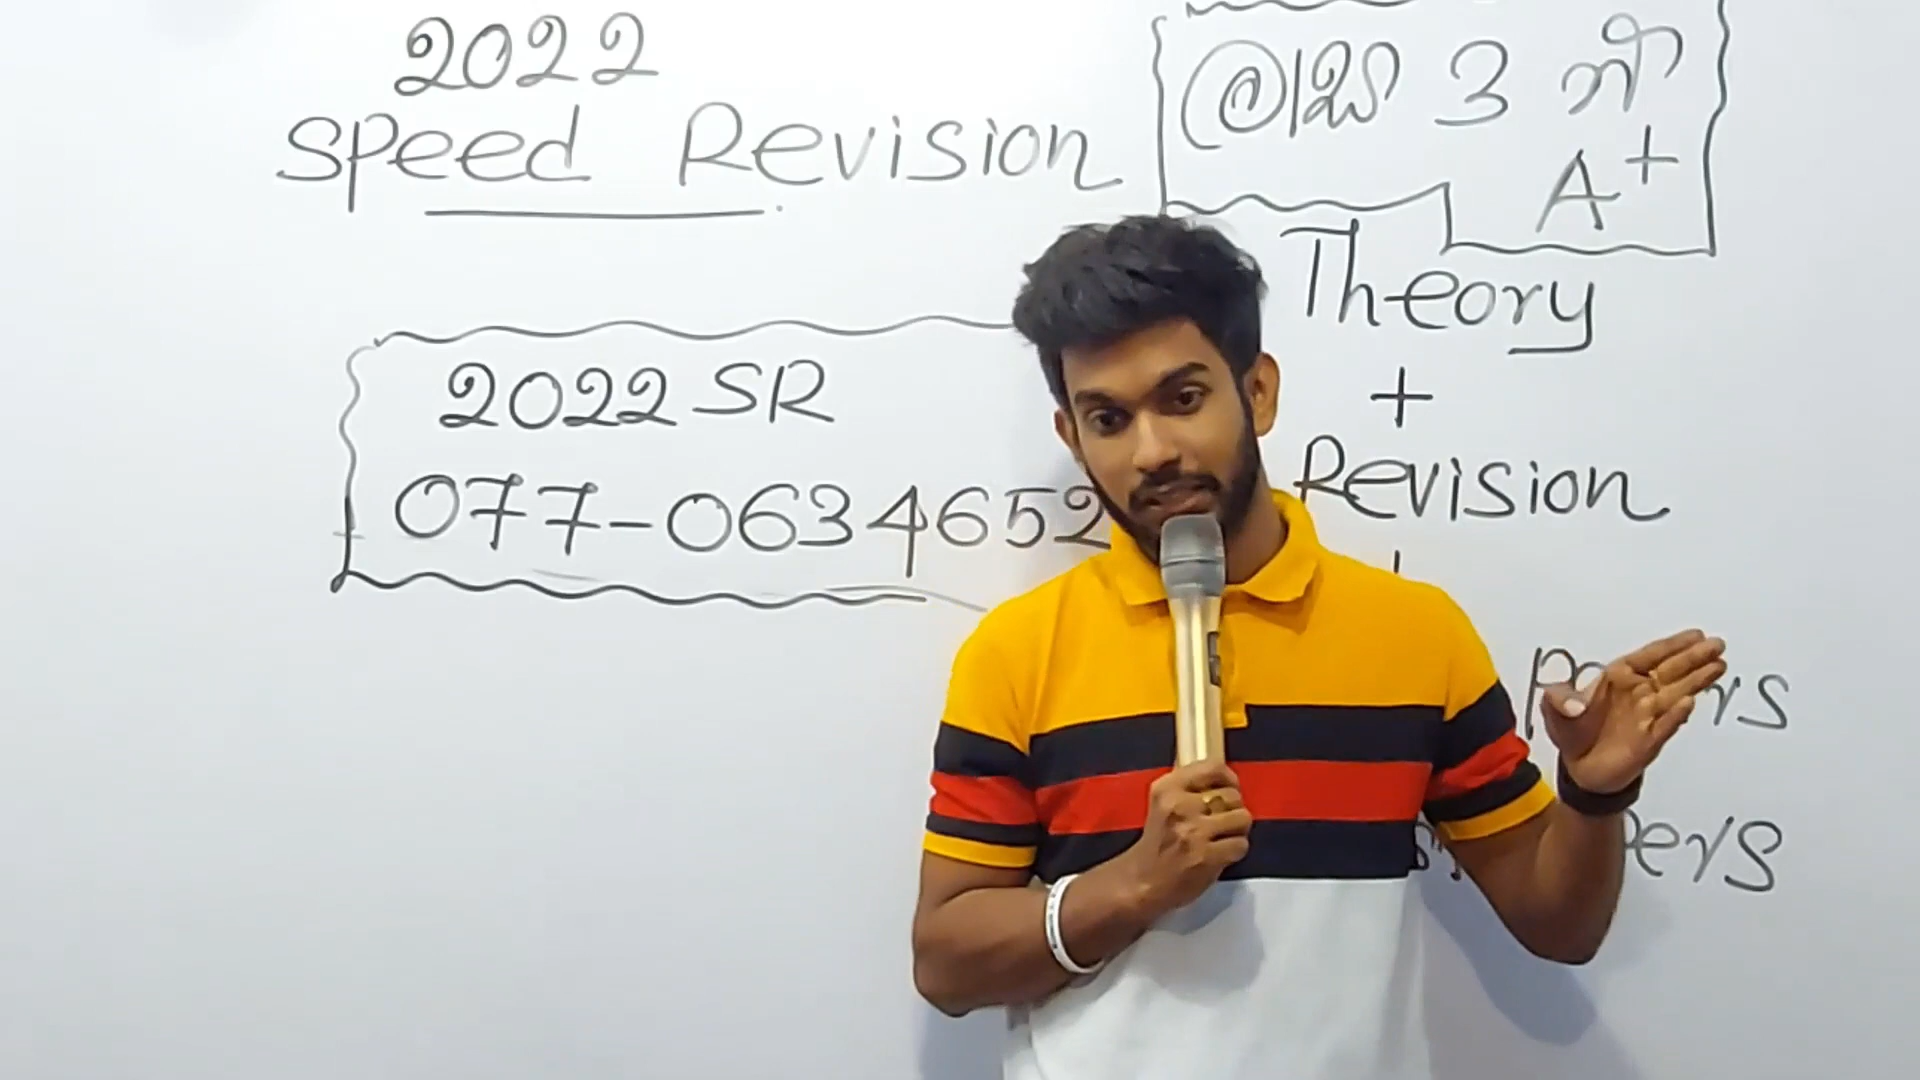 2022
Speed Revision
2022 SR
077-0634652
මාස 3 න්
A+
Theory
+
Revision